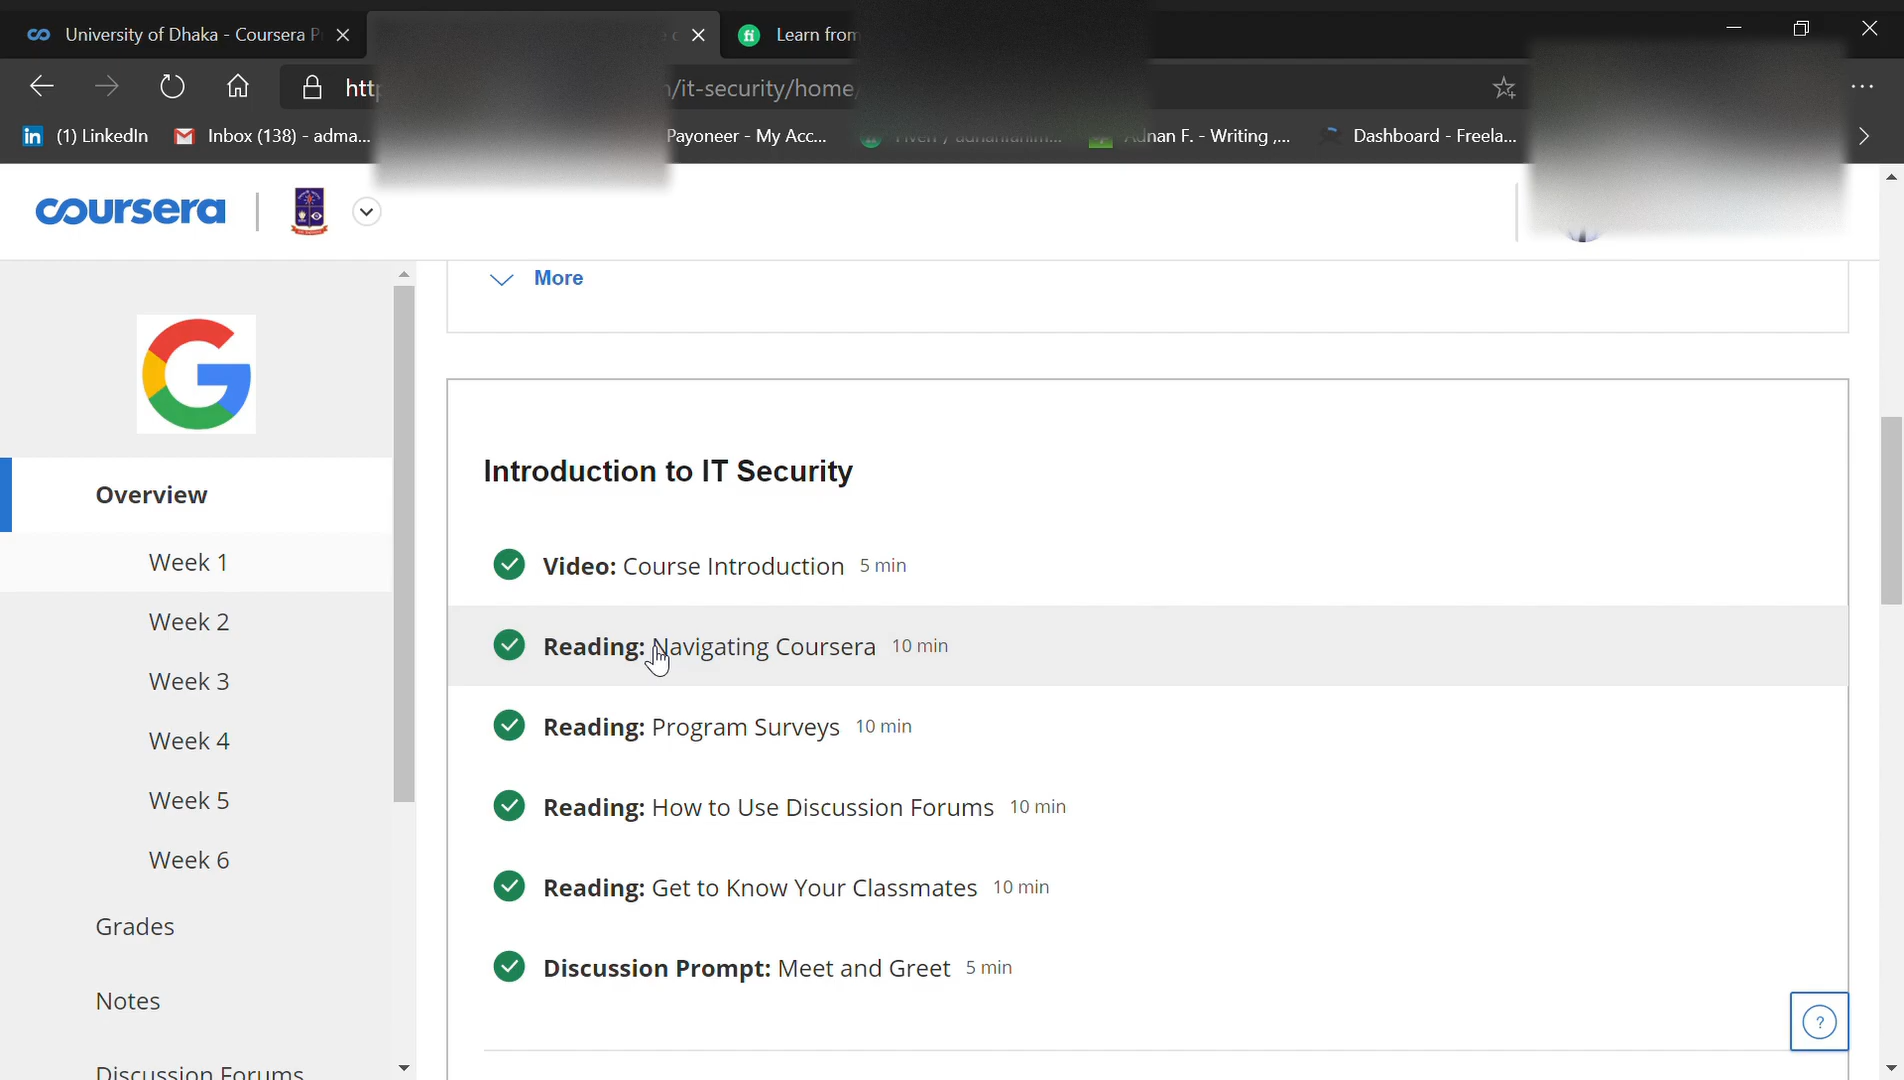 University of Dhaka - Coursera P
Learn from
/it-security/home/
(1) LinkedIn Inbox (138) - adma... Payoneer - My Acc... Adnan F. - Writing ,... Dashboard - Freela...
coursera
More
G
Introduction to IT Security
Overview
Video: Course Introduction 5 min
Week 1
Week 2
Reading: Navigating Coursera 10 min
Week 3
Reading: Program Surveys 10 min
Week 4
Week 5
Reading: How to Use Discussion Forums 10 min
Week 6
Reading: Get to Know Your Classmates 10 min
Grades
Discussion Prompt: Meet and Greet 5 min
Notes
?
Discussion Forums